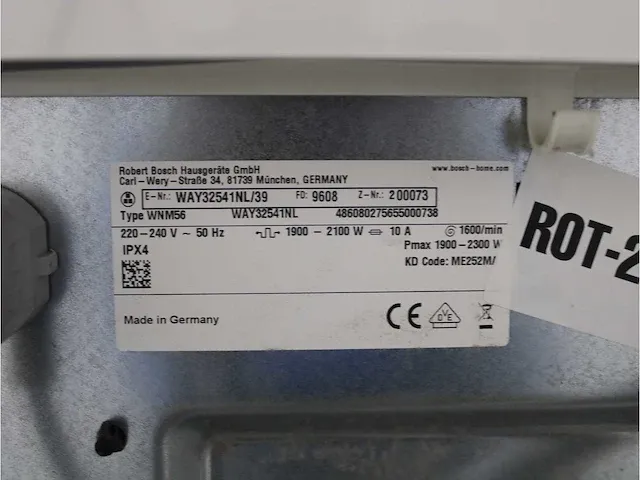 Robert Bosch Hausgeräte GmbH
Carl-Wery-Straße 34, 81739 München, GERMANY
www.bosch-home.com
E-Nr.: WAY32541NL/39 FD: 9608 Z-Nr.: 200073
Type WNM56 WAY32541NL 486080275655000738
220-240 V ~ 50 Hz 1900 - 2100 W 10 A 1600/min
IPX4 Pmax 1900-2300 W
KD Code: ME252M/
Made in Germany
CE VDE
ROT-2